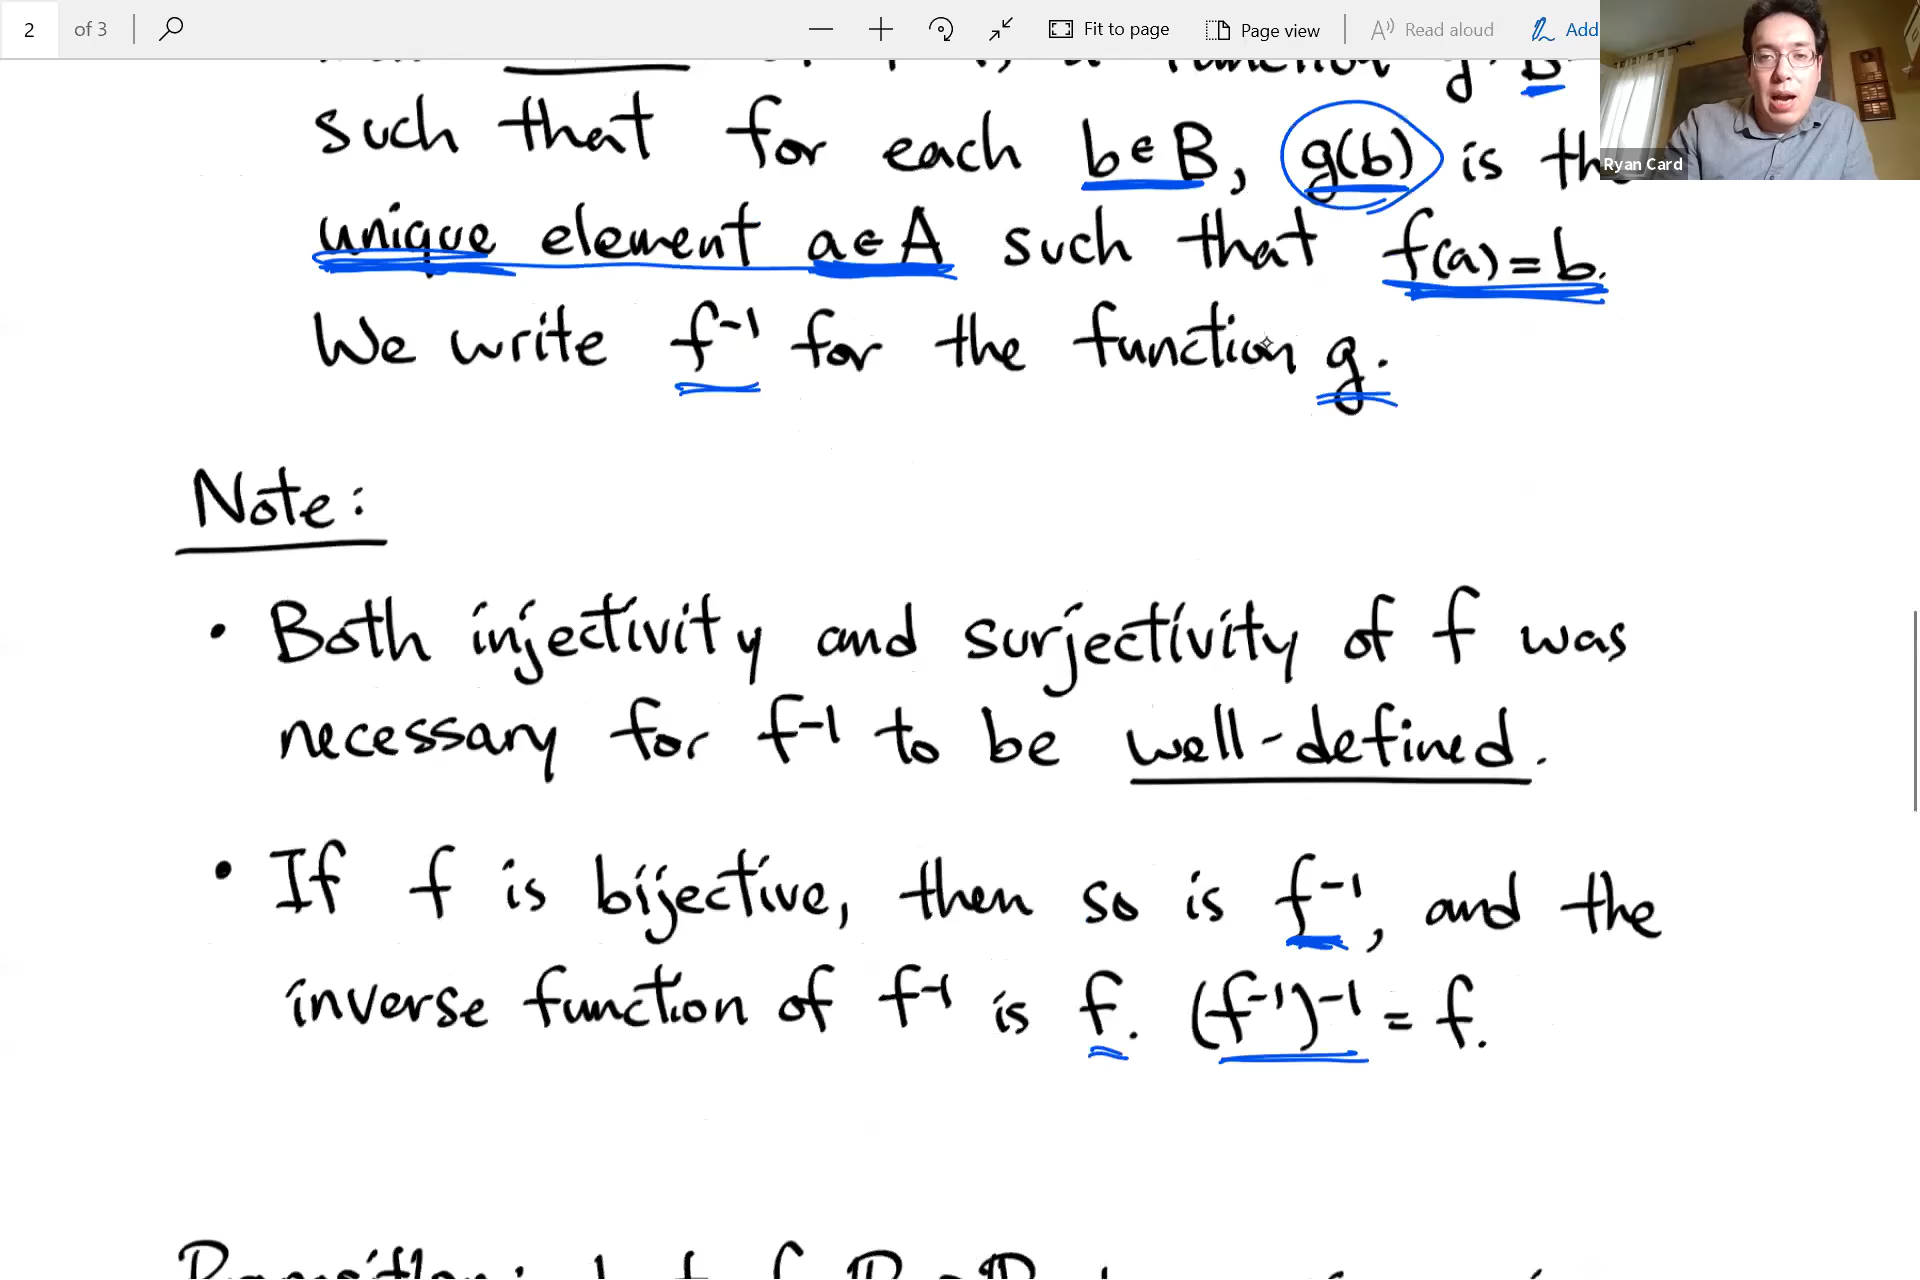 2 of 3 Fit to page Page view Read aloud Add
Ryan Card
function g: B
such that for each b∈B, g(b) is th
unique element a∈A such that f(a)=b.
We write f⁻¹ for the function g.
Note:
• Both injectivity and surjectivity of f was
necessary for f⁻¹ to be well-defined.
• If f is bijective, then so is f⁻¹, and the
inverse function of f⁻¹ is f. (f⁻¹)⁻¹ = f.